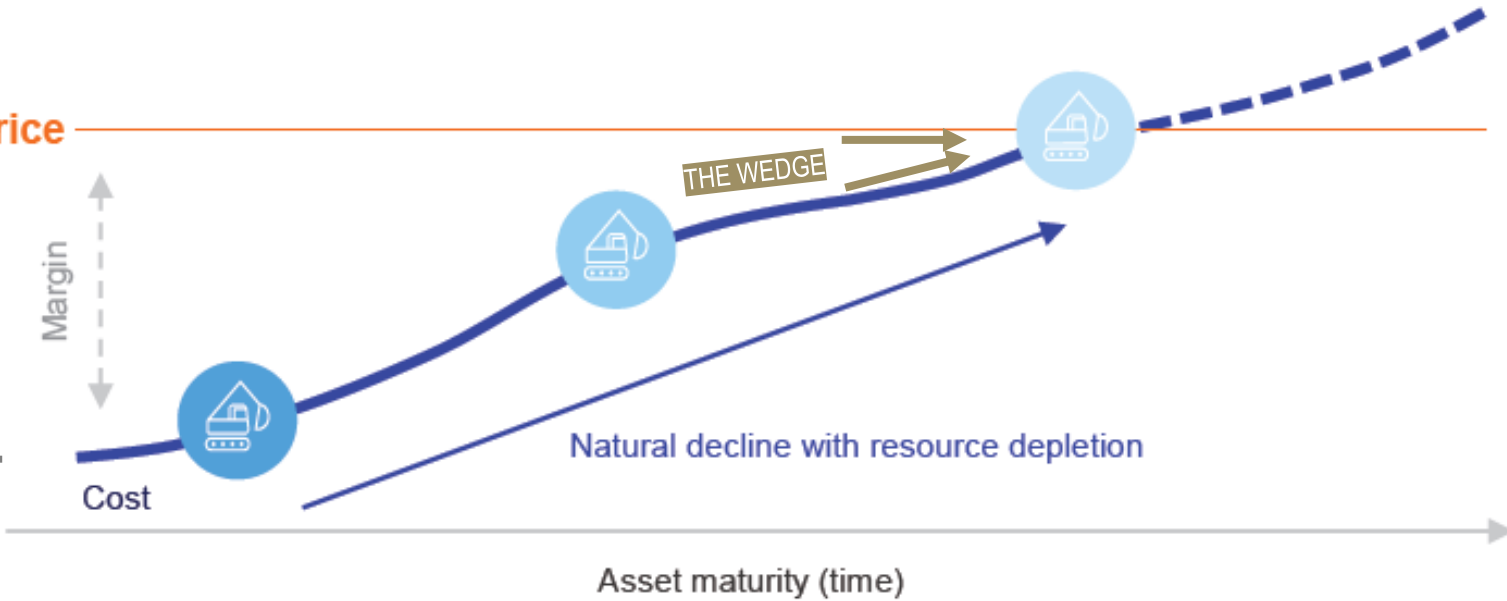 rice
THE WEDGE
Margin
Natural decline with resource depletion
Cost
Asset maturity (time)